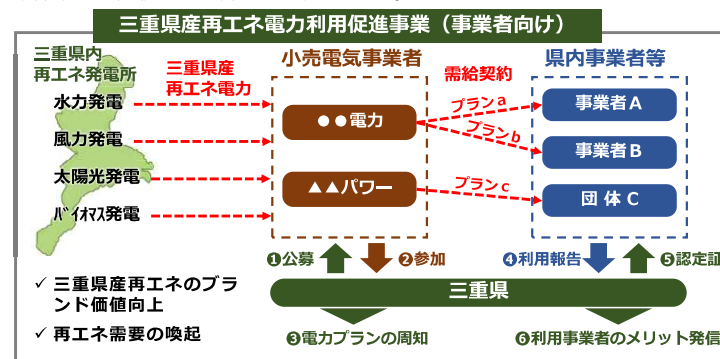 三重県産再エネ電力利用促進事業（事業者向け）
三重県内
再エネ発電所
水力発電
風力発電
太陽光発電
ﾊﾞｲｵﾏｽ発電
三重県産
再エネ電力
小売電気事業者
●●電力
▲▲パワー
需給契約
プランa
プランb
プランc
県内事業者等
事業者A
事業者B
団体C
❶公募
❷参加
❹利用報告
❺認定証
三重県
❸電力プランの周知
❻利用事業者のメリット発信
✓ 三重県産再エネのブラ
ンド価値向上
✓ 再エネ需要の喚起